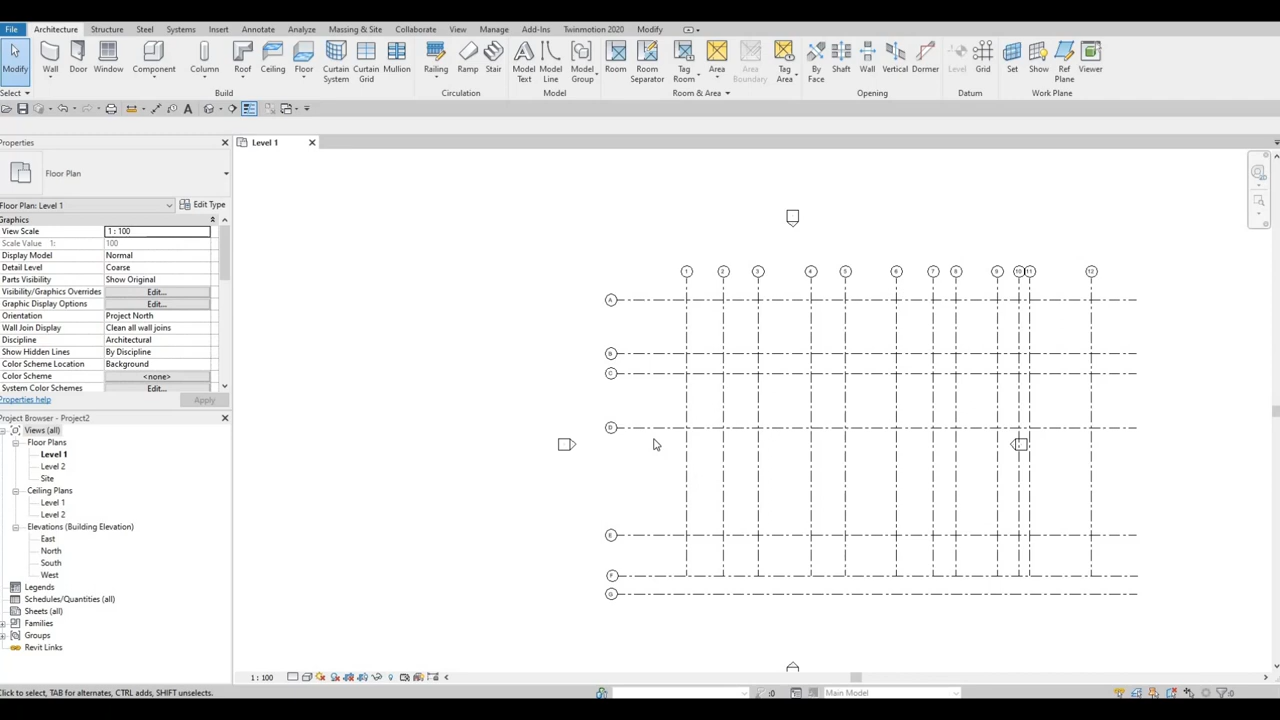 File Architecture Structure Steel Systems Insert Annotate Analyze Massing & Site Collaborate View Manage Add-Ins Twinmotion 2020 Modify
Modify Wall Door Window Component Column Roof Ceiling Floor Curtain System Curtain Grid Mullion Railing Ramp Stair Model Text Model Line Model Group Room Room Separator Tag Room Area Area Boundary Tag Area By Face Shaft Wall Vertical Dormer Level Grid Set Show Ref Plane Viewer
Select Build Circulation Model Room & Area Opening Datum Work Plane
Properties
Level 1
Floor Plan
Floor Plan: Level 1 Edit Type
Graphics
View Scale 1 : 100
Scale Value 1: 100
Display Model Normal
Detail Level Coarse
Parts Visibility Show Original
Visibility/Graphics Overrides Edit...
Graphic Display Options Edit...
Orientation Project North
Wall Join Display Clean all wall joins
Discipline Architectural
Show Hidden Lines By Discipline
Color Scheme Location Background
Color Scheme <none>
System Color Schemes Edit...
Properties help Apply
Project Browser - Project2
Views (all)
Floor Plans
Level 1
Level 2
Site
Ceiling Plans
Level 1
Level 2
Elevations (Building Elevation)
East
North
South
West
Legends
Schedules/Quantities (all)
Sheets (all)
Families
Groups
Revit Links
1 2 3 4 5 6 7 8 9 10 11 12
A
B
C
D
E
F
G
1 : 100
Click to select, TAB for alternates, CTRL adds, SHIFT unselects.
:0 Main Model :0